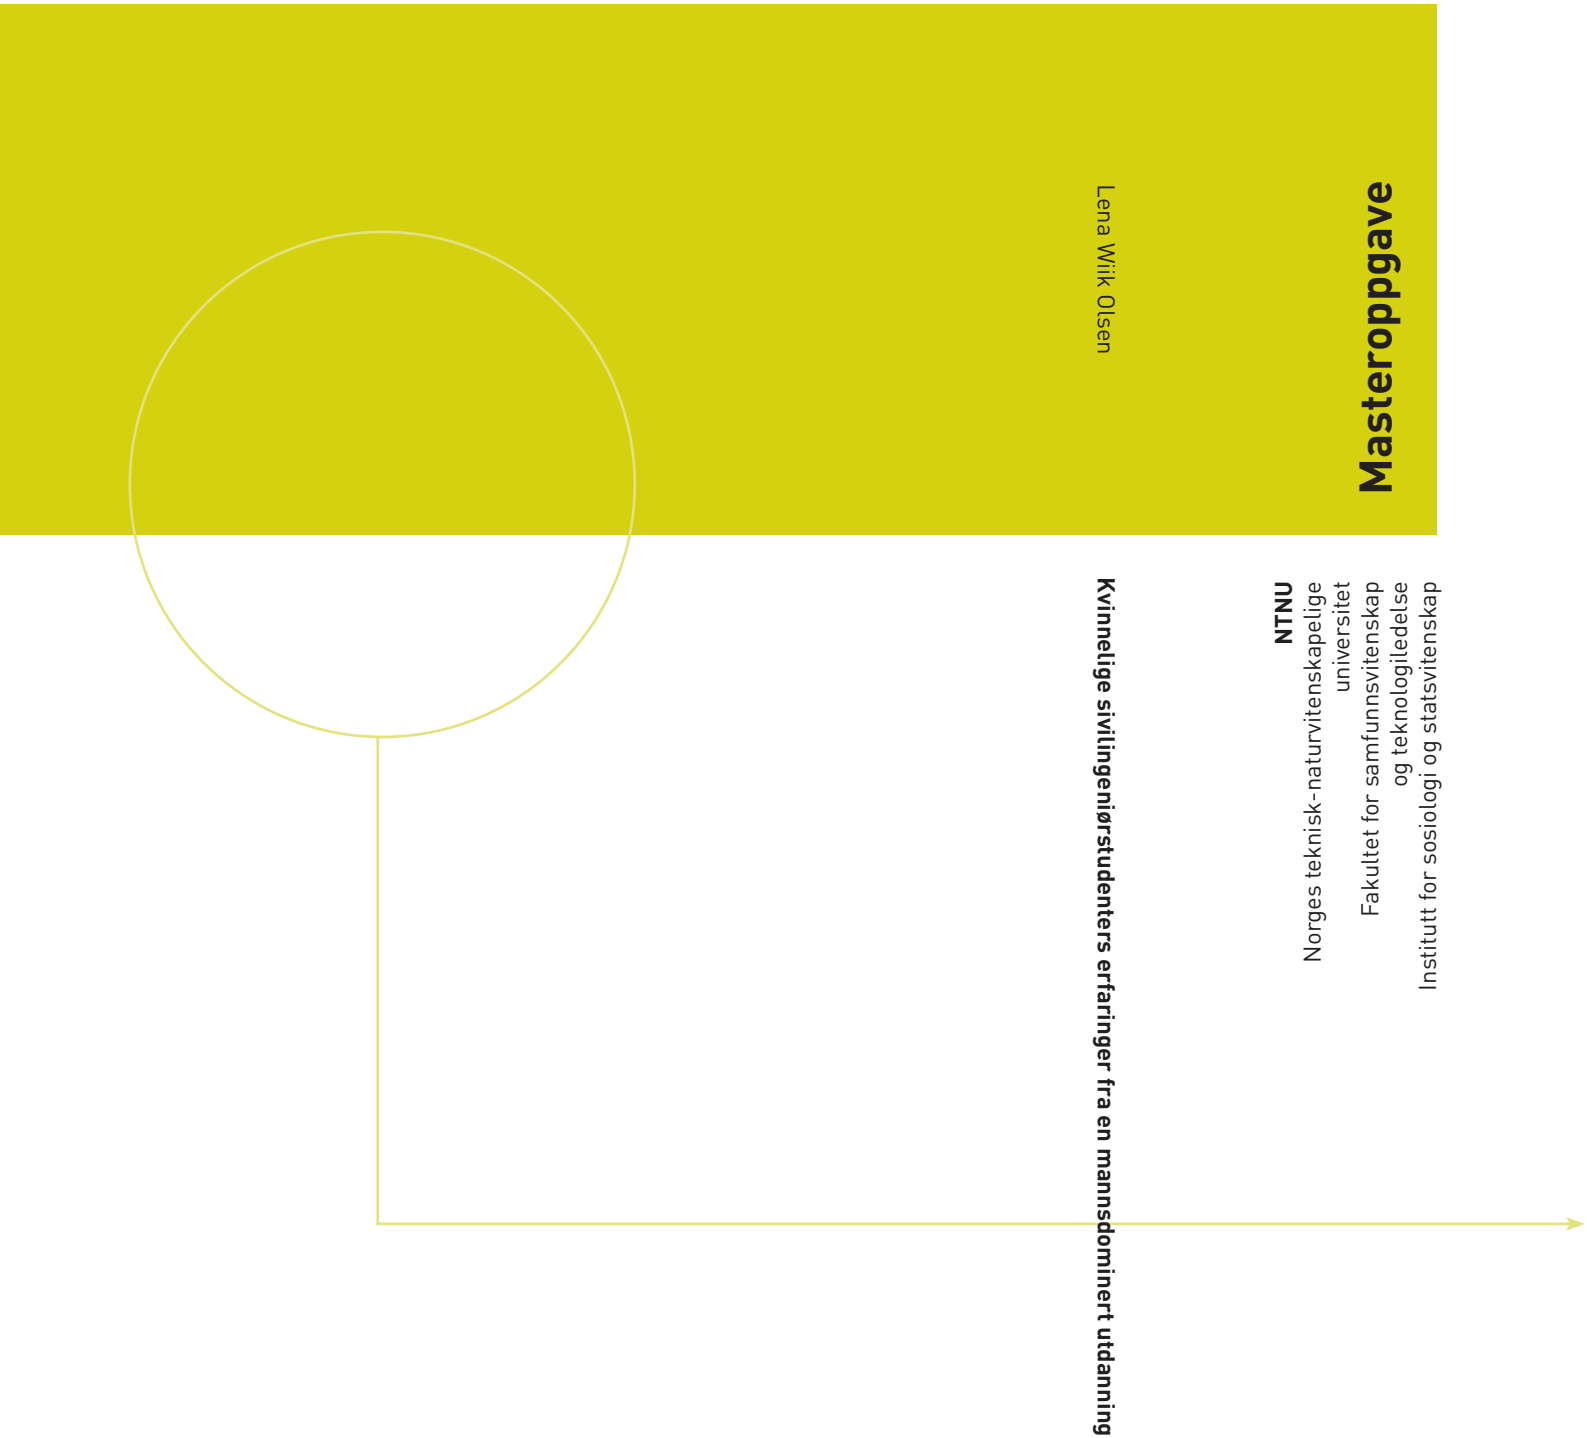 Masteroppgave
NTNU
Norges teknisk-naturvitenskapelige
universitet
Fakultet for samfunnsvitenskap
og teknologiledelse
Institutt for sosiologi og statsvitenskap
Lena Wiik Olsen
Kvinnelige sivilingeniørstudenters erfaringer fra en mannsdominert utdanning